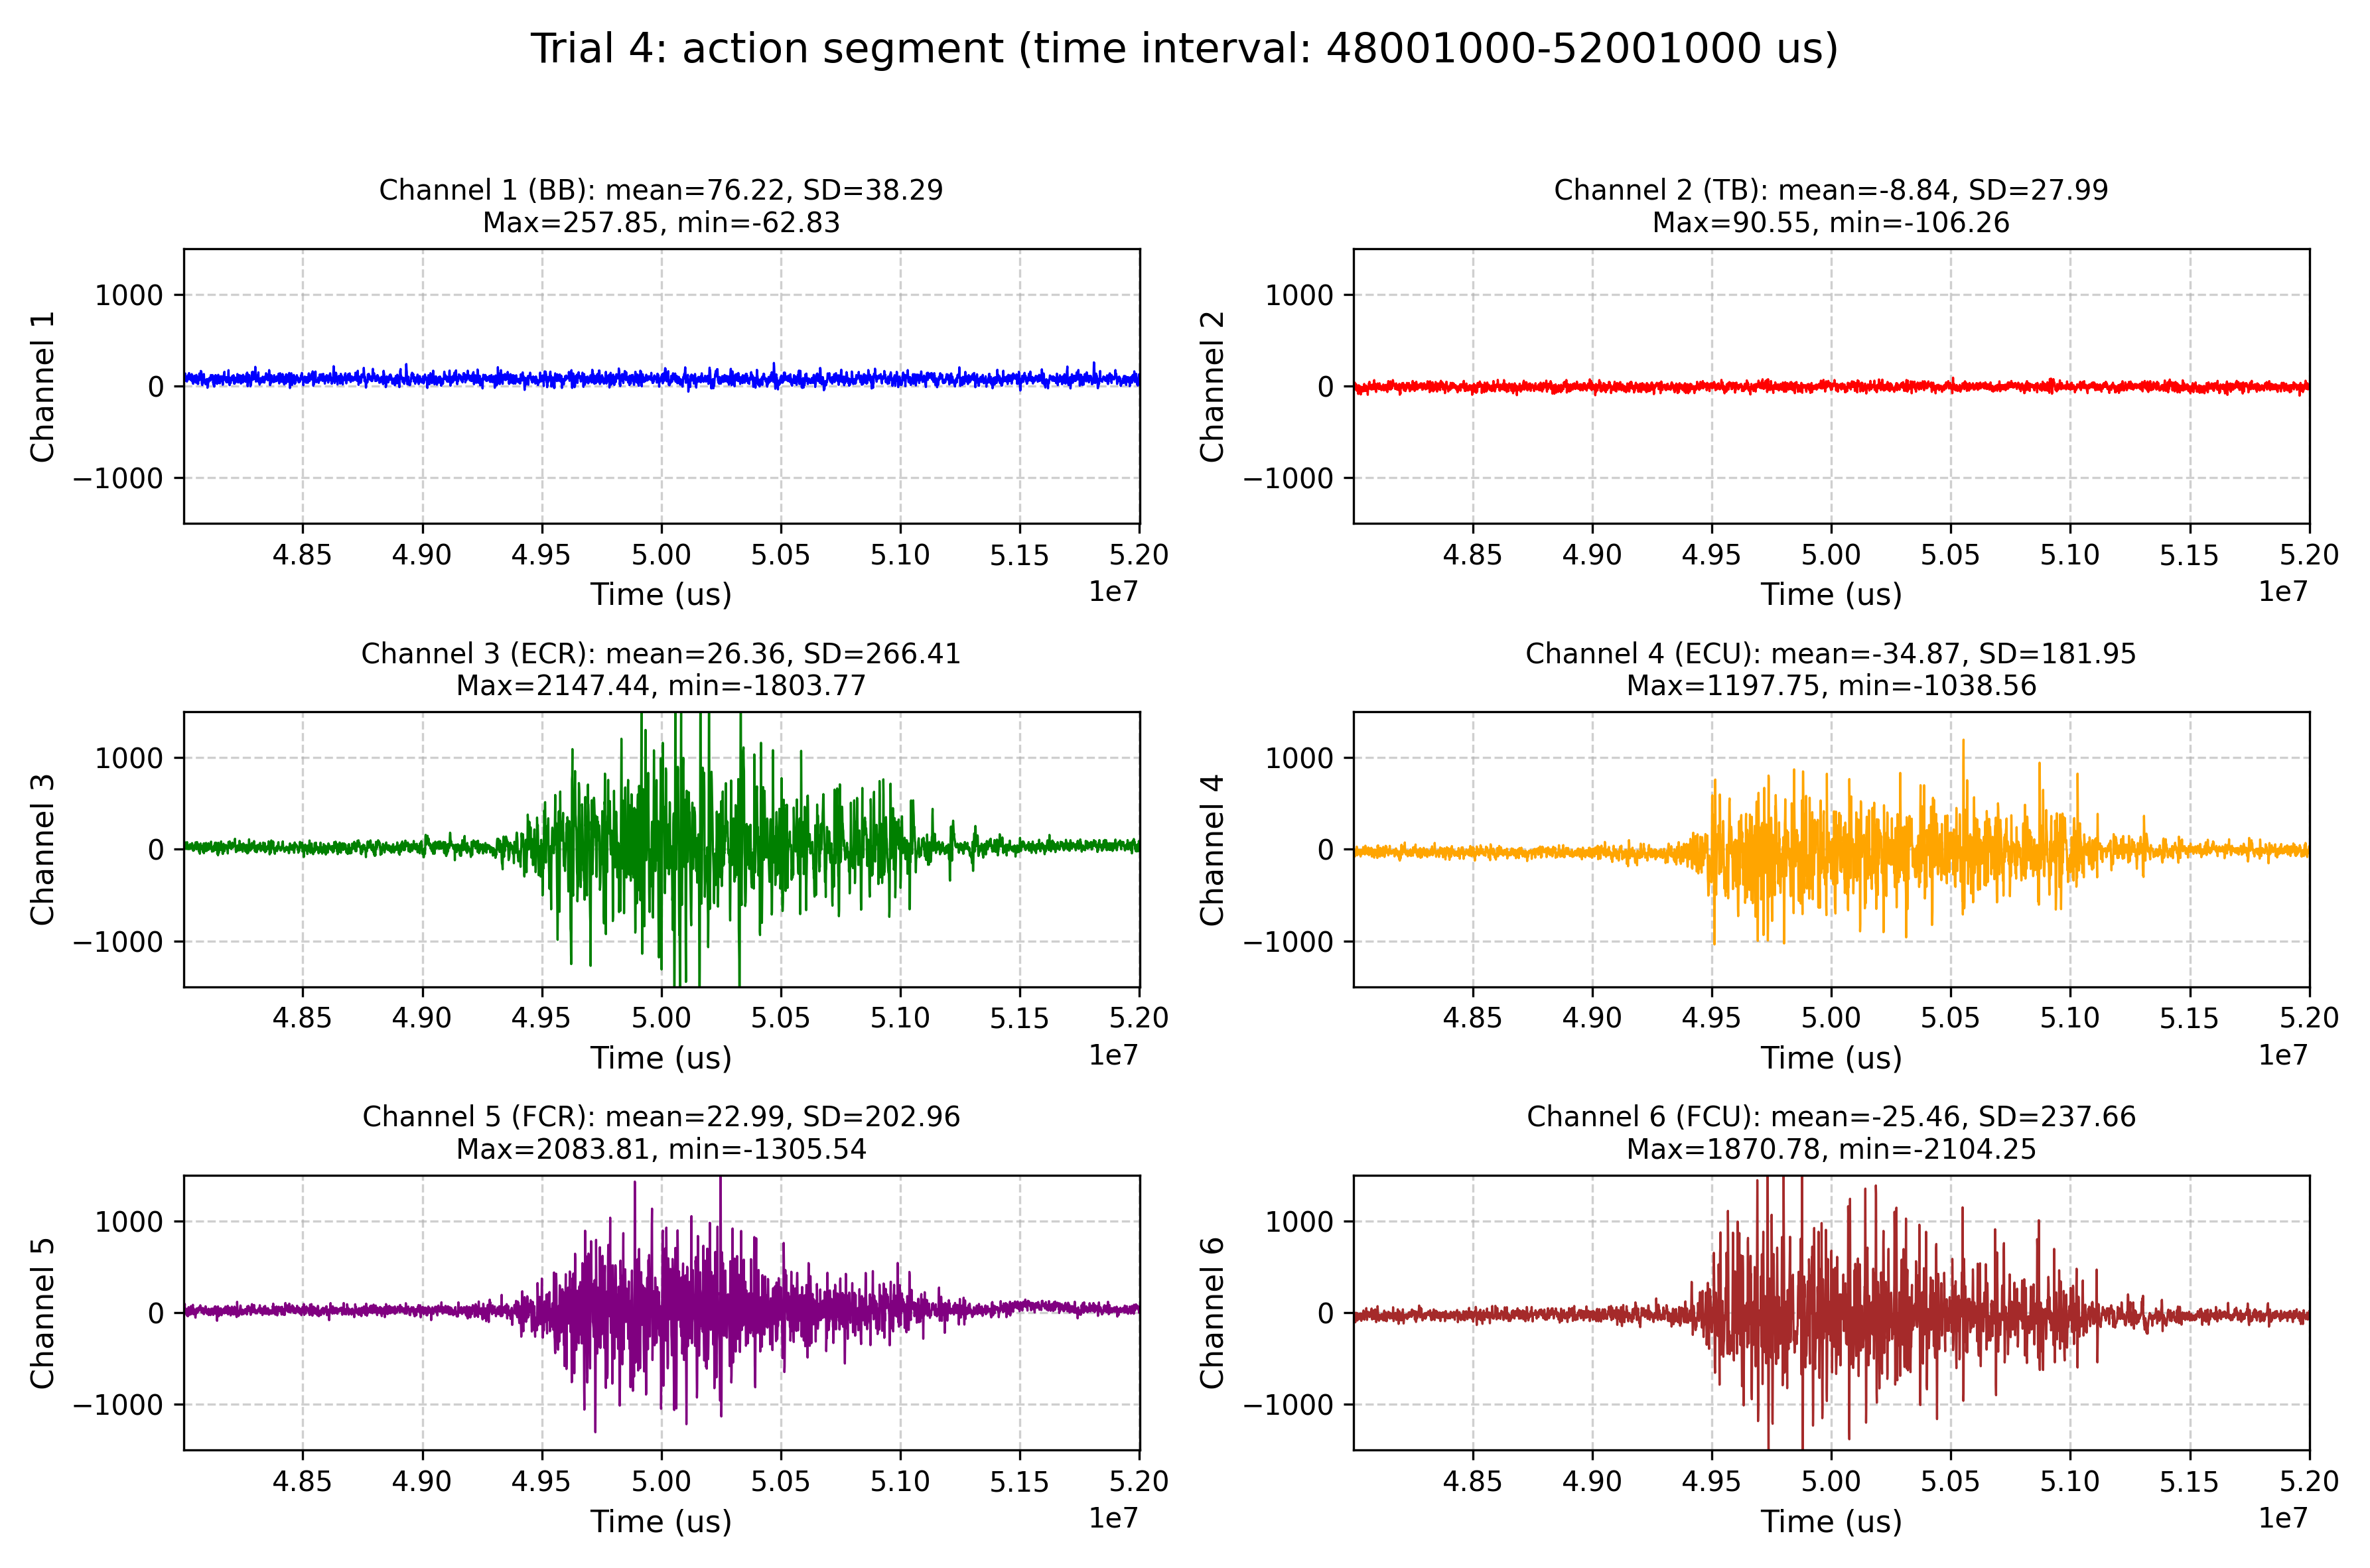 Trial 4: action segment (time interval: 48001000-52001000 us)
Channel 1 (BB): mean=76.22, SD=38.29
Max=257.85, min=-62.83
Channel 1
1000
0
−1000
4.85 4.90 4.95 5.00 5.05 5.10 5.15 5.20
Time (us)
1e7
Channel 2 (TB): mean=-8.84, SD=27.99
Max=90.55, min=-106.26
Channel 2
1000
0
−1000
4.85 4.90 4.95 5.00 5.05 5.10 5.15 5.20
Time (us)
1e7
Channel 3 (ECR): mean=26.36, SD=266.41
Max=2147.44, min=-1803.77
Channel 3
1000
0
−1000
4.85 4.90 4.95 5.00 5.05 5.10 5.15 5.20
Time (us)
1e7
Channel 4 (ECU): mean=-34.87, SD=181.95
Max=1197.75, min=-1038.56
Channel 4
1000
0
−1000
4.85 4.90 4.95 5.00 5.05 5.10 5.15 5.20
Time (us)
1e7
Channel 5 (FCR): mean=22.99, SD=202.96
Max=2083.81, min=-1305.54
Channel 5
1000
0
−1000
4.85 4.90 4.95 5.00 5.05 5.10 5.15 5.20
Time (us)
1e7
Channel 6 (FCU): mean=-25.46, SD=237.66
Max=1870.78, min=-2104.25
Channel 6
1000
0
−1000
4.85 4.90 4.95 5.00 5.05 5.10 5.15 5.20
Time (us)
1e7